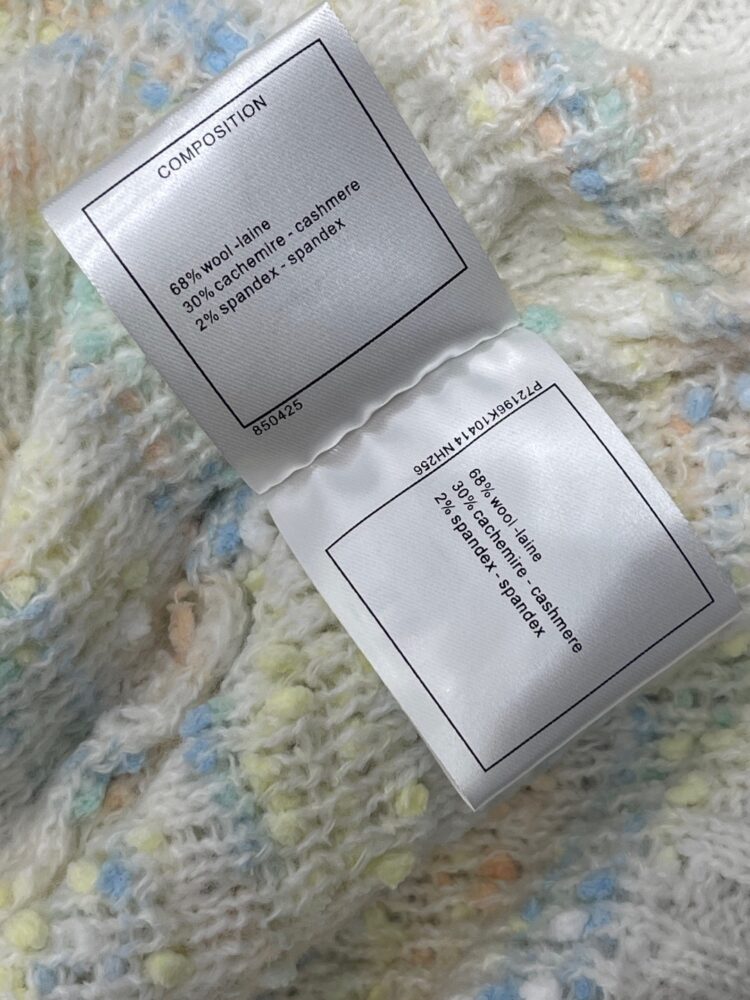 COMPOSITION
68% wool -laine
30% cachemire - cashmere
2% spandex - spandex
850425
P72196K10414 NH256
68% wool -laine
30% cachemire - cashmere
2% spandex - spandex